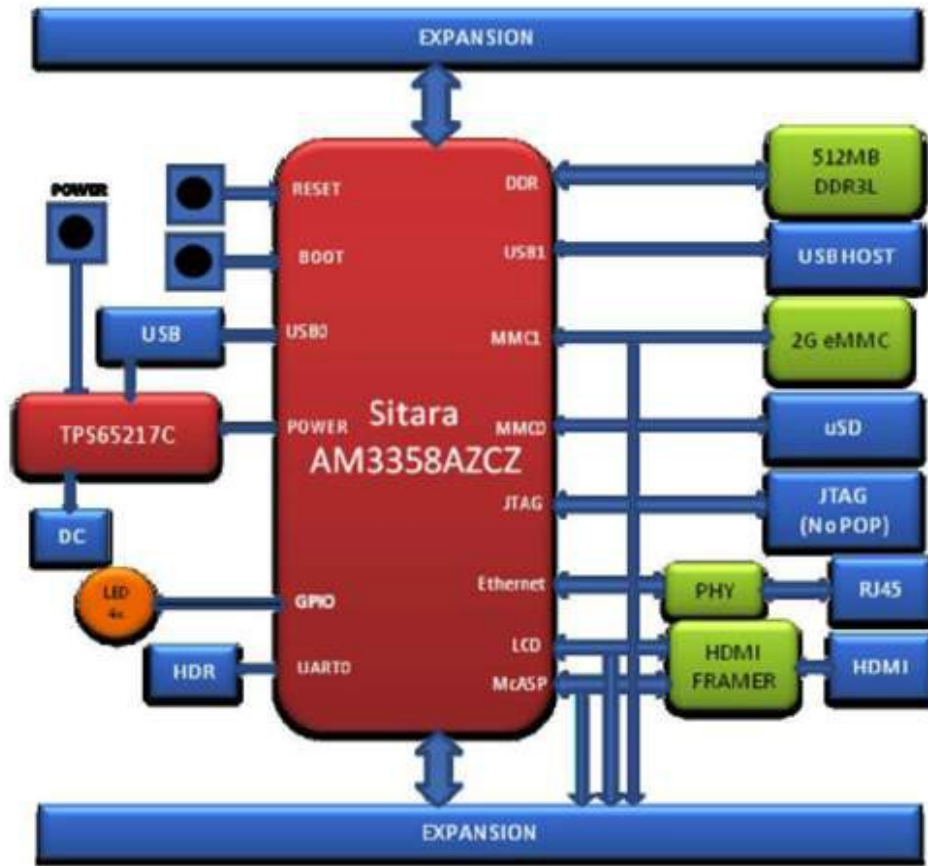 EXPANSION
POWER
RESET
BOOT
USB0
POWER
GPIO
UART0
DDR
USB1
MMC1
MMC0
JTAG
Ethernet
LCD
McASP
Sitara
AM3358AZCZ
USB
TPS65217C
DC
LED
4x
HDR
512MB
DDR3L
USB HOST
2G eMMC
uSD
JTAG
(No POP)
PHY
RJ45
HDMI
FRAMER
HDMI
EXPANSION